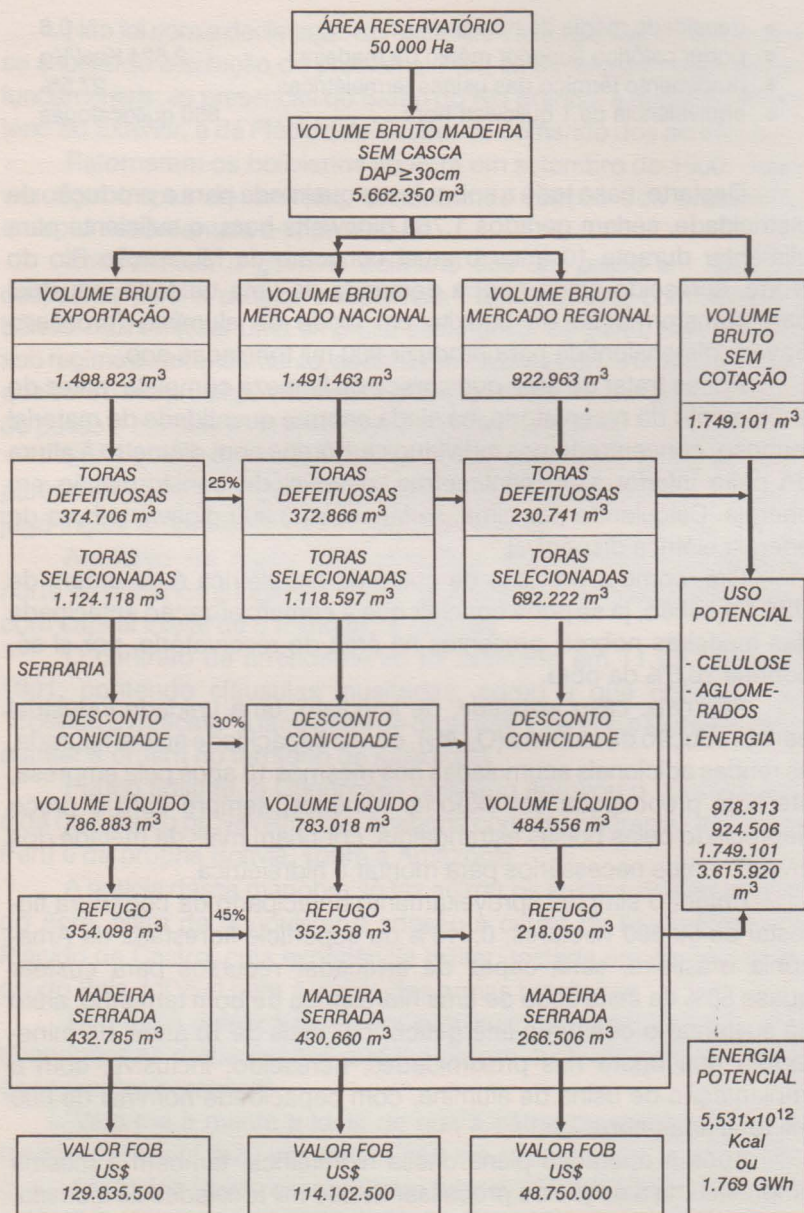 ÁREA RESERVATÓRIO
50.000 Ha
VOLUME BRUTO MADEIRA
SEM CASCA
DAP ≥ 30cm
5.662.350 m³
VOLUME BRUTO
EXPORTAÇÃO
1.498.823 m³
VOLUME BRUTO
MERCADO NACIONAL
1.491.463 m³
VOLUME BRUTO
MERCADO REGIONAL
922.963 m³
VOLUME
BRUTO
SEM
COTAÇÃO
1.749.101 m³
TORAS
DEFEITUOSAS
374.706 m³
25%
TORAS
DEFEITUOSAS
372.866 m³
TORAS
DEFEITUOSAS
230.741 m³
TORAS
SELECIONADAS
1.124.118 m³
TORAS
SELECIONADAS
1.118.597 m³
TORAS
SELECIONADAS
692.222 m³
USO
POTENCIAL
- CELULOSE
- AGLOME-
RADOS
- ENERGIA
978.313
924.506
1.749.101
3.615.920
m³
SERRARIA
DESCONTO
CONICIDADE
30%
DESCONTO
CONICIDADE
DESCONTO
CONICIDADE
VOLUME LÍQUIDO
786.883 m³
VOLUME LÍQUIDO
783.018 m³
VOLUME LÍQUIDO
484.556 m³
REFUGO
354.098 m³
45%
REFUGO
352.358 m³
REFUGO
218.050 m³
MADEIRA
SERRADA
432.785 m³
MADEIRA
SERRADA
430.660 m³
MADEIRA
SERRADA
266.506 m³
ENERGIA
POTENCIAL
5,531x10¹²
Kcal
ou
1.769 GWh
VALOR FOB
US$
129.835.500
VALOR FOB
US$
114.102.500
VALOR FOB
US$
48.750.000